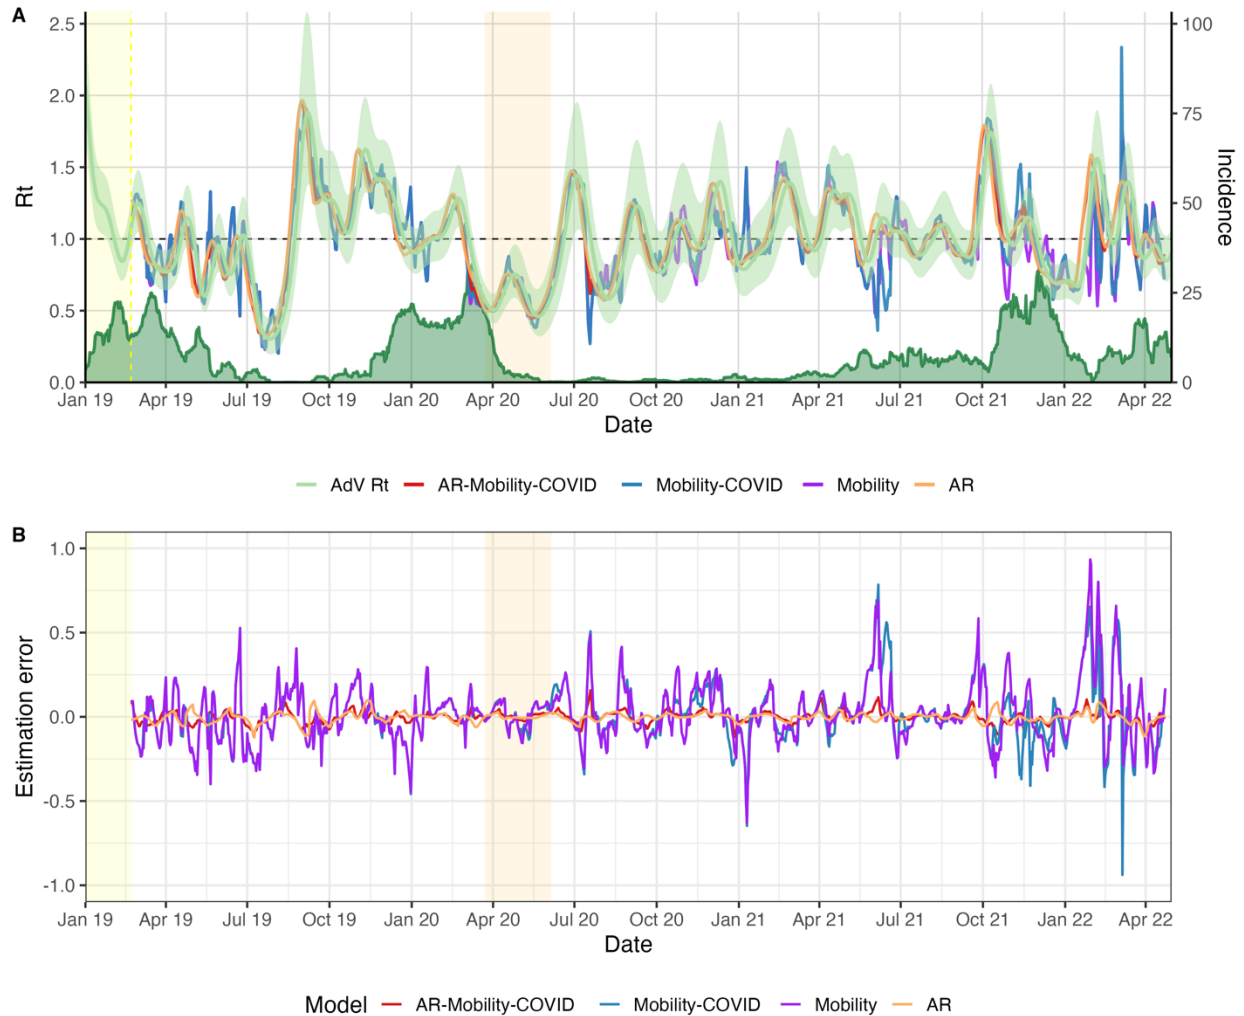 A
2.5
2.0
1.5
1.0
0.5
0.0
Rt
100
75
50
25
0
Incidence
Jan 19 Apr 19 Jul 19 Oct 19 Jan 20 Apr 20 Jul 20 Oct 20 Jan 21 Apr 21 Jul 21 Oct 21 Jan 22 Apr 22
Date
AdV Rt AR-Mobility-COVID Mobility-COVID Mobility AR
B
1.0
0.5
0.0
-0.5
-1.0
Estimation error
Jan 19 Apr 19 Jul 19 Oct 19 Jan 20 Apr 20 Jul 20 Oct 20 Jan 21 Apr 21 Jul 21 Oct 21 Jan 22 Apr 22
Date
Model AR-Mobility-COVID Mobility-COVID Mobility AR